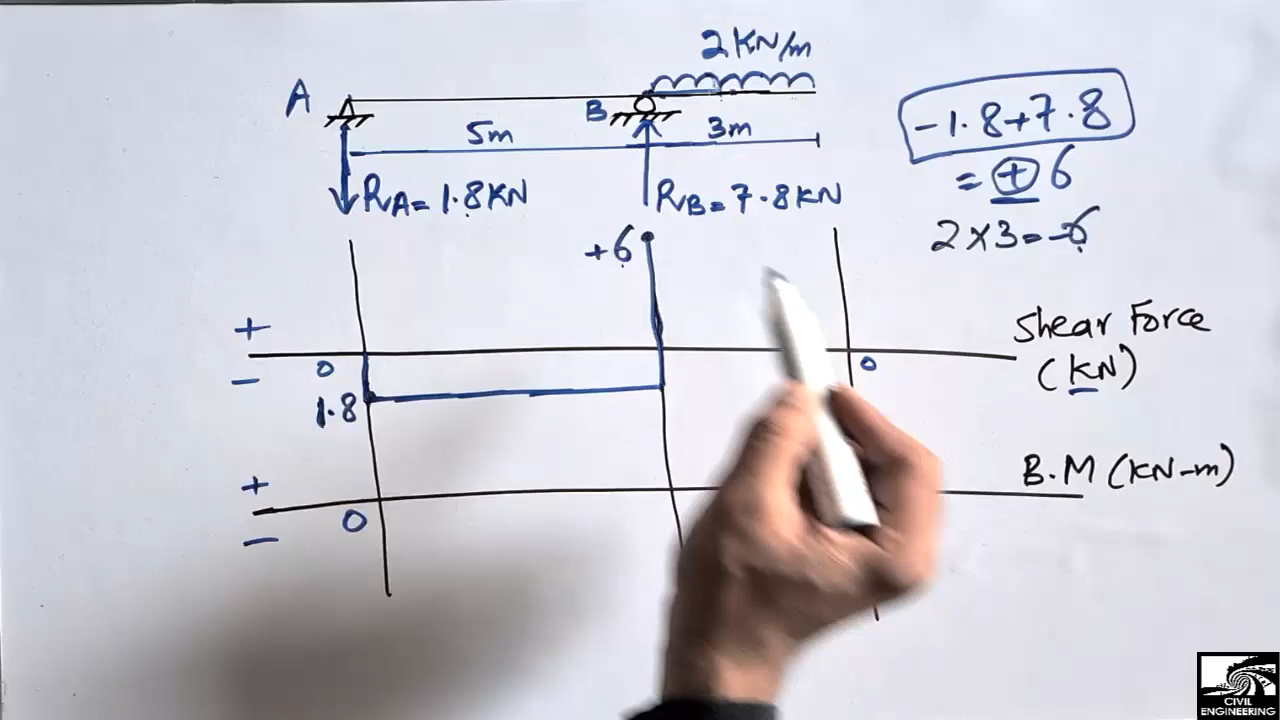 2KN/m
A
B
5m
3m
-1.8+7.8
= + 6
RA= 1.8KN
RB= 7.8KN
2×3=-6
+6
+
-
0
0
1.8
Shear Force
(KN)
+
-
0
B.M (KN-m)
CIVIL
ENGINEERING